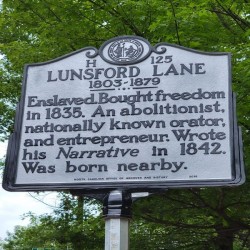 H 125
LUNSFORD LANE
1803-1879
Enslaved. Bought freedom
in 1835. An abolitionist,
nationally known orator,
and entrepreneur. Wrote
his Narrative in 1842.
Was born nearby.